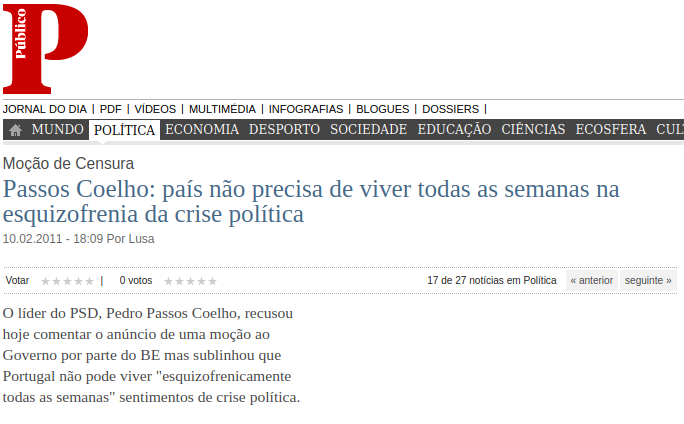 Público
JORNAL DO DIA | PDF | VÍDEOS | MULTIMÉDIA | INFOGRAFIAS | BLOGUES | DOSSIERS |
MUNDO POLÍTICA ECONOMIA DESPORTO SOCIEDADE EDUCAÇÃO CIÊNCIAS ECOSFERA CUL
Moção de Censura
Passos Coelho: país não precisa de viver todas as semanas na
esquizofrenia da crise política
10.02.2011 - 18:09 Por Lusa
Votar | 0 votos 17 de 27 notícias em Política « anterior seguinte »
O líder do PSD, Pedro Passos Coelho, recusou
hoje comentar o anúncio de uma moção ao
Governo por parte do BE mas sublinhou que
Portugal não pode viver "esquizofrenicamente
todas as semanas" sentimentos de crise política.